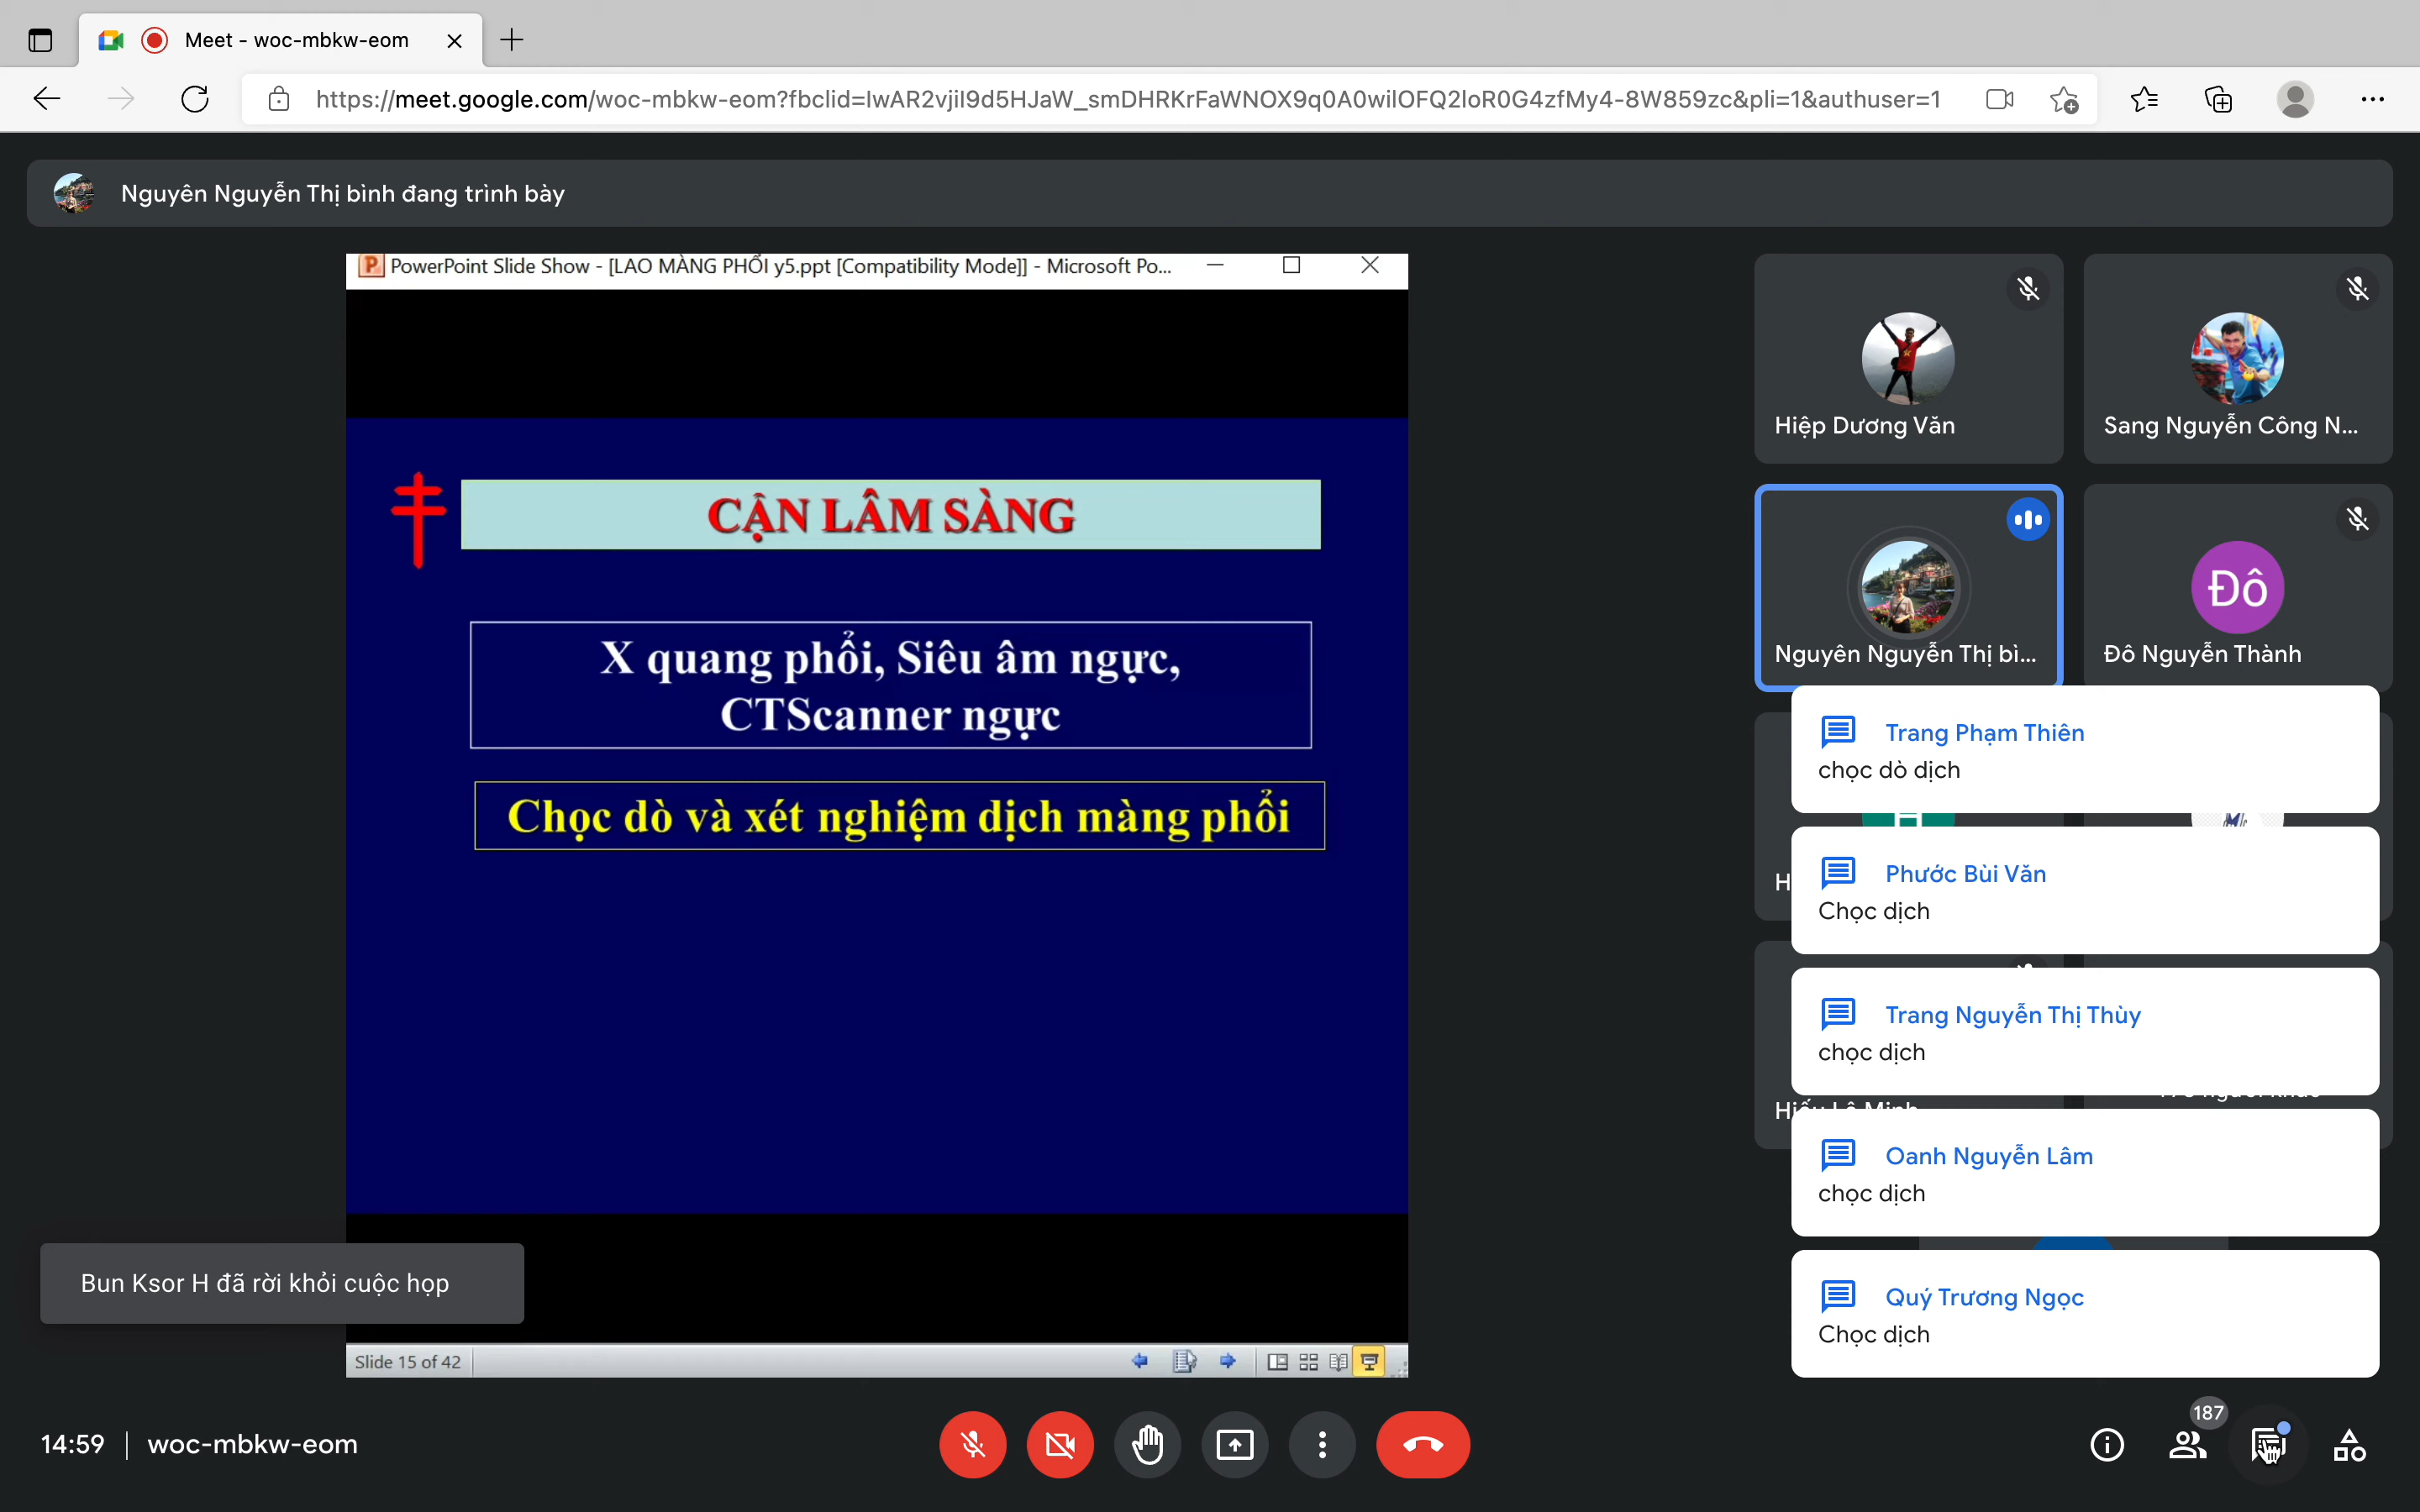 Meet - woc-mbkw-eom
https://meet.google.com/woc-mbkw-eom?fbclid=IwAR2vjiI9d5HJaW_smDHRKrFaWNOX9q0A0wilOFQ2loR0G4zfMy4-8W859zc&pli=1&authuser=1
Nguyên Nguyễn Thị bình đang trình bày
PowerPoint Slide Show - [LAO MÀNG PHỔI y5.ppt [Compatibility Mode]] - Microsoft Po...
CẬN LÂM SÀNG
X quang phổi, Siêu âm ngực,
CTScanner ngực
Chọc dò và xét nghiệm dịch màng phổi
Slide 15 of 42
Hiệp Dương Văn
Sang Nguyễn Công N...
Nguyên Nguyễn Thị bì...
Đô
Đô Nguyễn Thành
Trang Phạm Thiên
chọc dò dịch
Phước Bùi Văn
Chọc dịch
Trang Nguyễn Thị Thùy
chọc dịch
Oanh Nguyễn Lâm
chọc dịch
Quý Trương Ngọc
Chọc dịch
Bun Ksor H đã rời khỏi cuộc họp
14:59 | woc-mbkw-eom
187